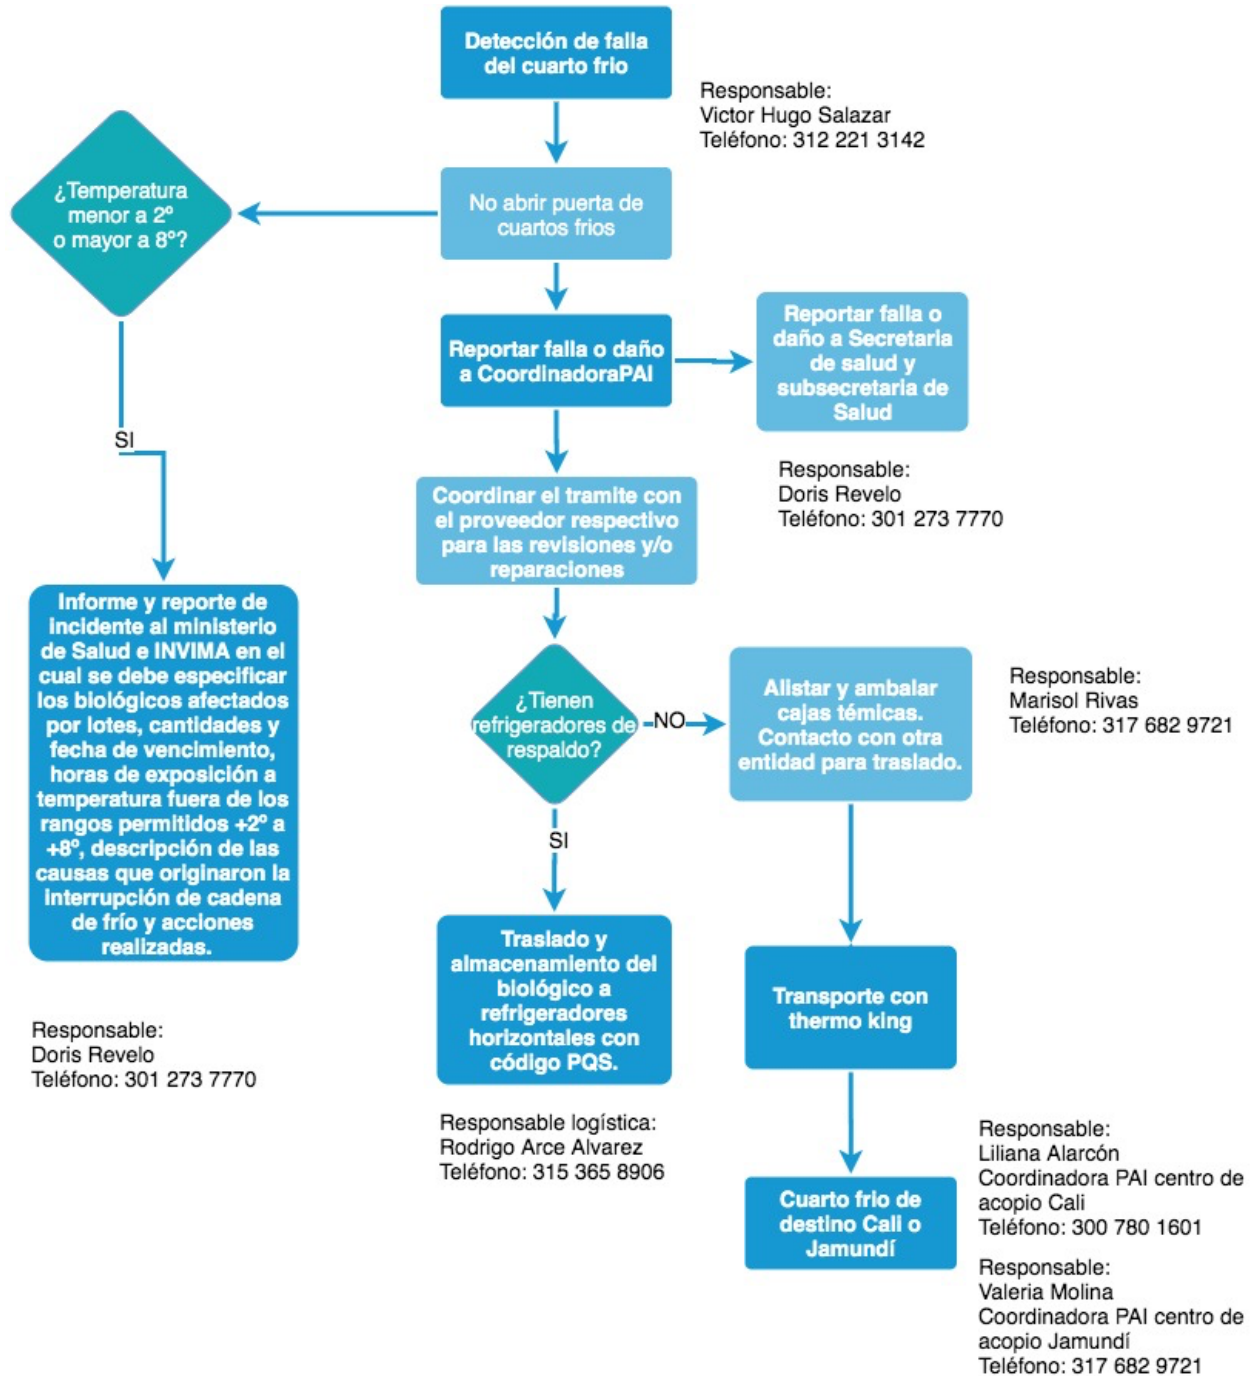 Detección de falla
del cuarto frio
Responsable:
Victor Hugo Salazar
Teléfono: 312 221 3142
¿Temperatura
menor a 2º
o mayor a 8º?
No abrir puerta de
cuartos frios
Reportar falla o daño
a CoordinadoraPAI
Reportar falla o
daño a Secretaria
de salud y
subsecretaria de
Salud
Responsable:
Doris Revelo
Teléfono: 301 273 7770
SI
Coordinar el tramite con
el proveedor respectivo
para las revisiones y/o
reparaciones
Informe y reporte de
incidente al ministerio
de Salud e INVIMA en el
cual se debe especificar
los biológicos afectados
por lotes, cantidades y
fecha de vencimiento,
horas de exposición a
temperatura fuera de los
rangos permitidos +2º a
+8º, descripción de las
causas que originaron la
interrupción de cadena
de frío y acciones
realizadas.
Responsable:
Doris Revelo
Teléfono: 301 273 7770
¿Tienen
refrigeradores de
respaldo?
NO
Alistar y ambalar
cajas témicas.
Contacto con otra
entidad para traslado.
Responsable:
Marisol Rivas
Teléfono: 317 682 9721
SI
Traslado y
almacenamiento del
biológico a
refrigeradores
horizontales con
código PQS.
Responsable logística:
Rodrigo Arce Alvarez
Teléfono: 315 365 8906
Transporte con
thermo king
Cuarto frio de
destino Cali o
Jamundí
Responsable:
Liliana Alarcón
Coordinadora PAI centro de
acopio Cali
Teléfono: 300 780 1601
Responsable:
Valeria Molina
Coordinadora PAI centro de
acopio Jamundí
Teléfono: 317 682 9721